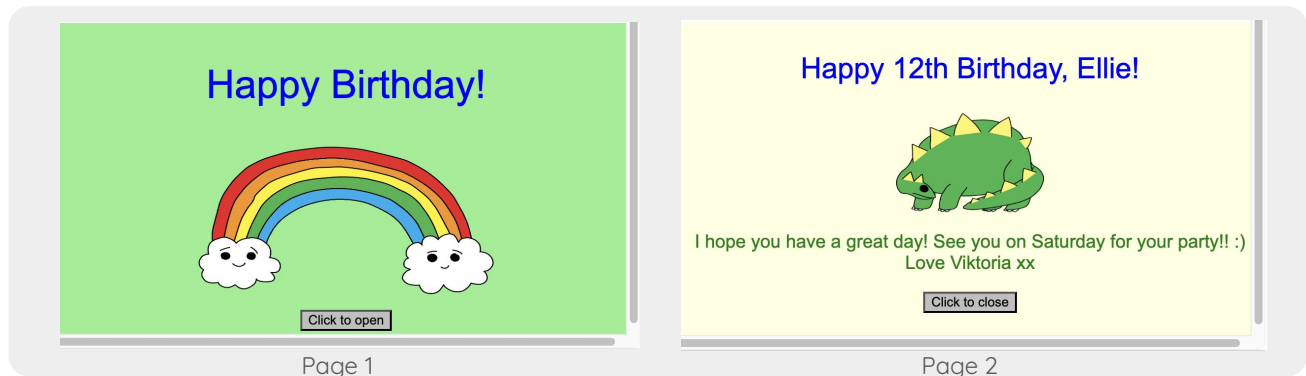 Happy Birthday!
Click to open
Page 1
Happy 12th Birthday, Ellie!
I hope you have a great day! See you on Saturday for your party!! :)
Love Viktoria xx
Click to close
Page 2